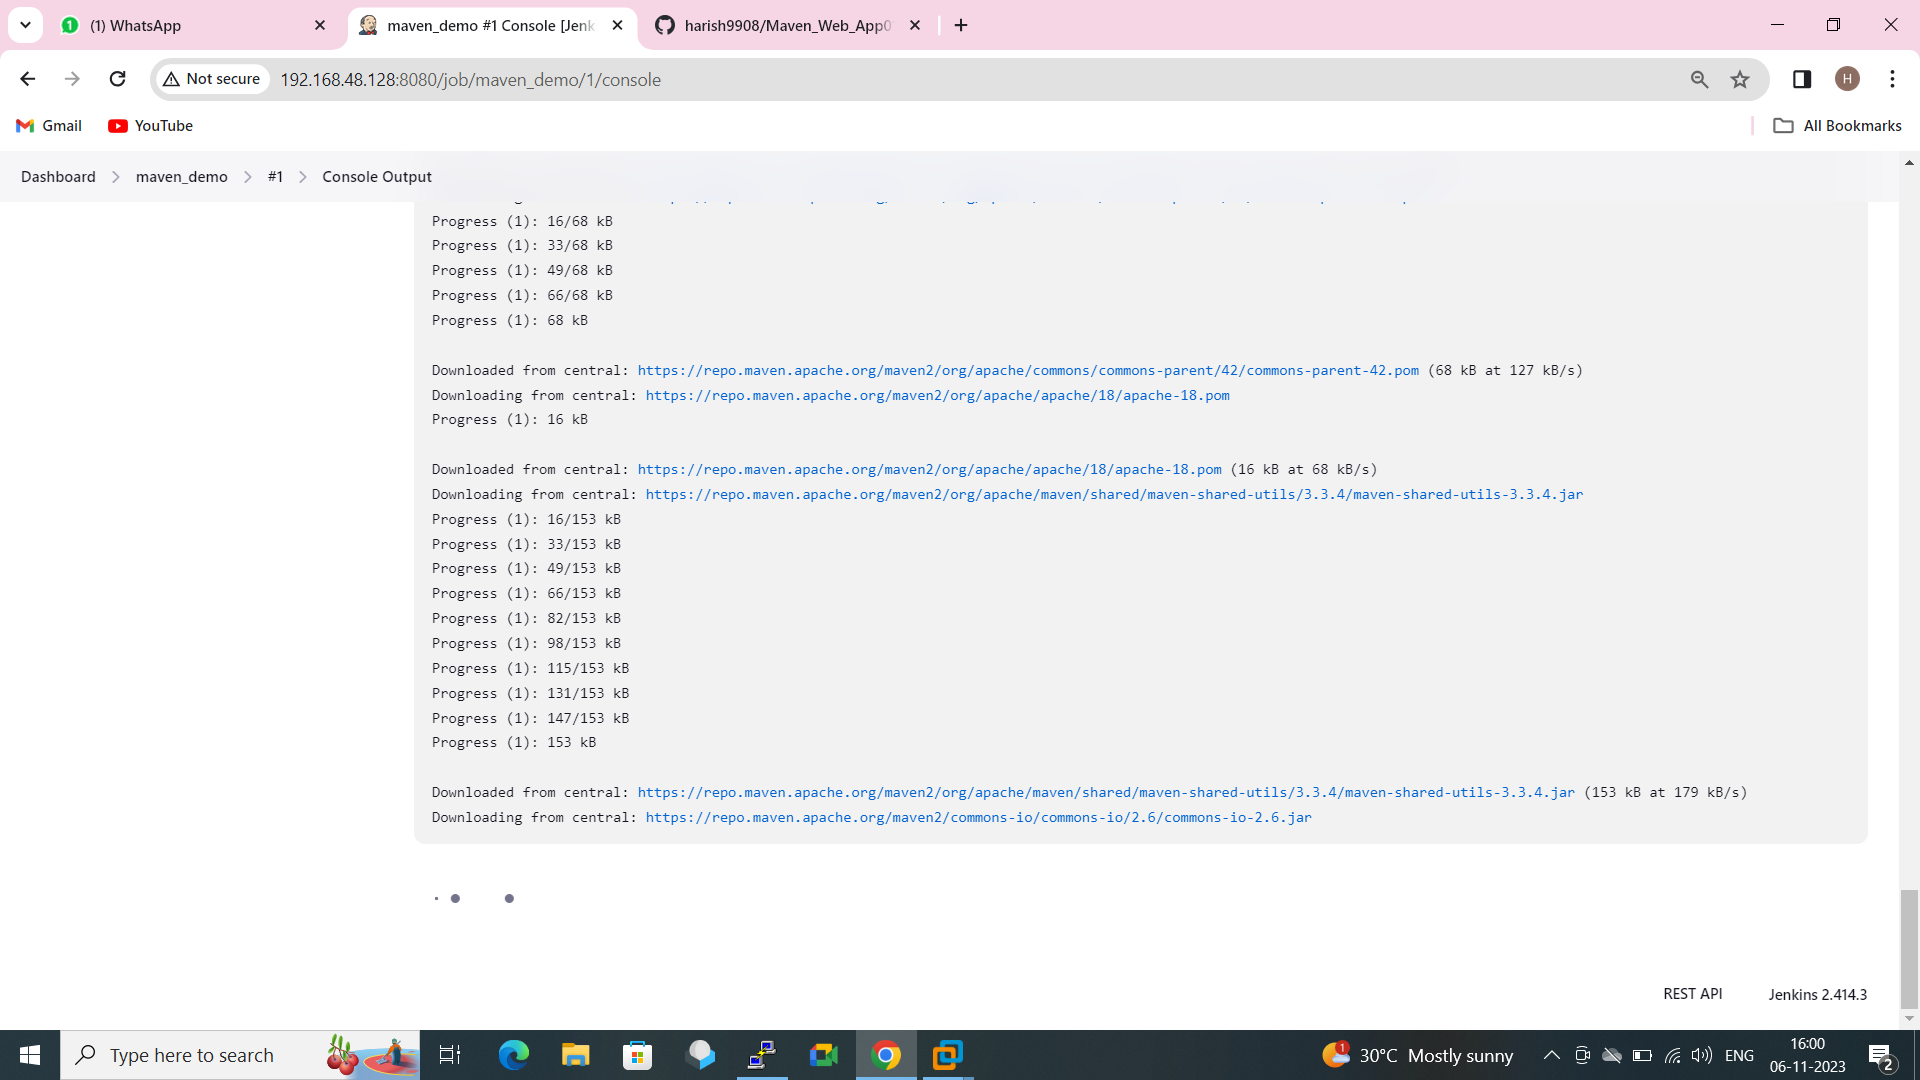 (1) WhatsApp
maven_demo #1 Console [Jenk
harish9908/Maven_Web_App0
Not secure
192.168.48.128:8080/job/maven_demo/1/console
H
Gmail
YouTube
All Bookmarks
Dashboard
maven_demo
#1
Console Output
Progress (1): 16/68 kB
Progress (1): 33/68 kB
Progress (1): 49/68 kB
Progress (1): 66/68 kB
Progress (1): 68 kB
Downloaded from central: https://repo.maven.apache.org/maven2/org/apache/commons/commons-parent/42/commons-parent-42.pom (68 kB at 127 kB/s)
Downloading from central: https://repo.maven.apache.org/maven2/org/apache/apache/18/apache-18.pom
Progress (1): 16 kB
Downloaded from central: https://repo.maven.apache.org/maven2/org/apache/apache/18/apache-18.pom (16 kB at 68 kB/s)
Downloading from central: https://repo.maven.apache.org/maven2/org/apache/maven/shared/maven-shared-utils/3.3.4/maven-shared-utils-3.3.4.jar
Progress (1): 16/153 kB
Progress (1): 33/153 kB
Progress (1): 49/153 kB
Progress (1): 66/153 kB
Progress (1): 82/153 kB
Progress (1): 98/153 kB
Progress (1): 115/153 kB
Progress (1): 131/153 kB
Progress (1): 147/153 kB
Progress (1): 153 kB
Downloaded from central: https://repo.maven.apache.org/maven2/org/apache/maven/shared/maven-shared-utils/3.3.4/maven-shared-utils-3.3.4.jar (153 kB at 179 kB/s)
Downloading from central: https://repo.maven.apache.org/maven2/commons-io/commons-io/2.6/commons-io-2.6.jar
REST API
Jenkins 2.414.3
Type here to search
1
30°C Mostly sunny
ENG
16:00
06-11-2023
2